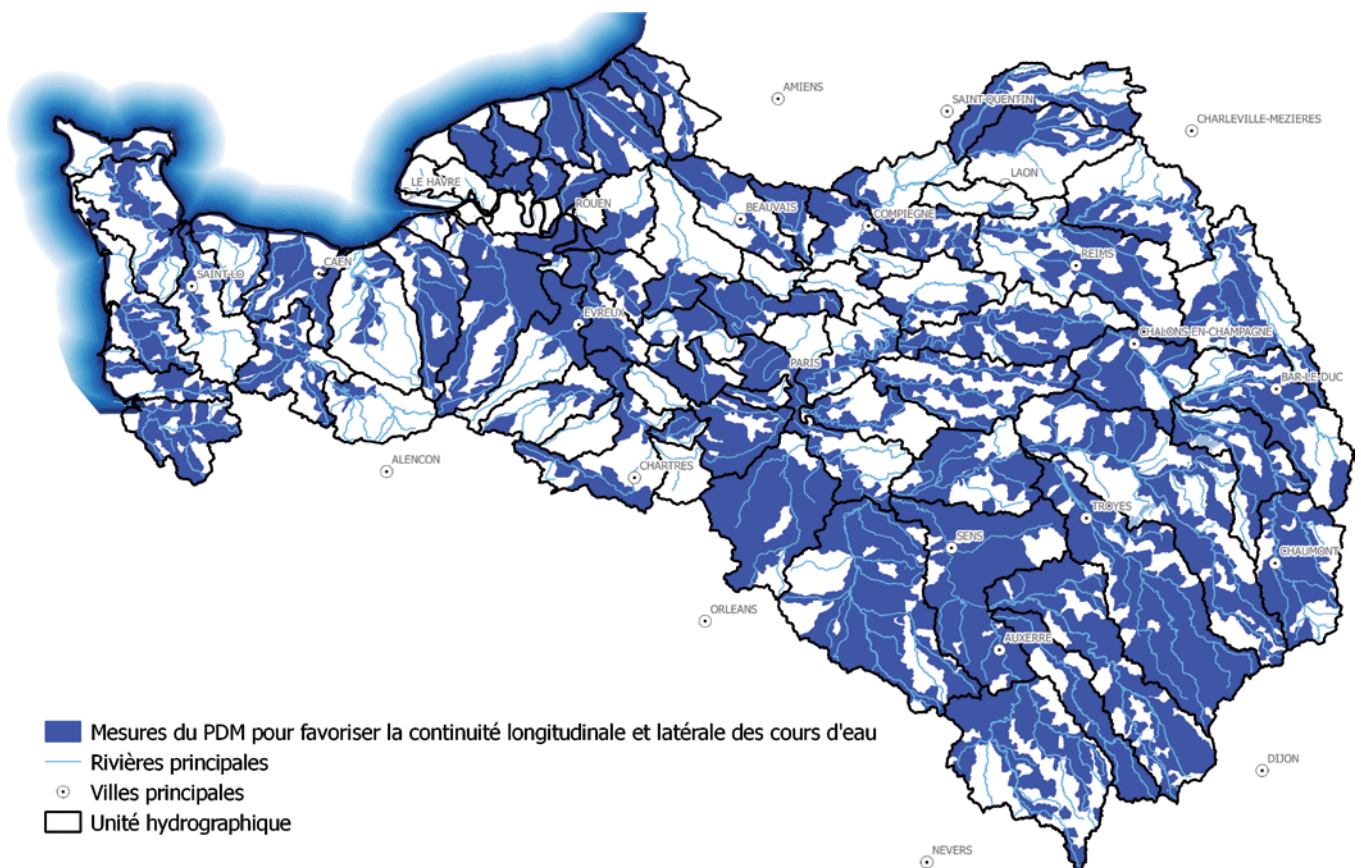 AMIENS
SAINT-QUENTIN
CHARLEVILLE-MEZIERES
LAON
LE HAVRE
ROUEN
BEAUVAIS
COMPIEGNE
CAEN
SAINT-LO
REIMS
EVREUX
CHALONS-EN-CHAMPAGNE
PARIS
BAR-LE-DUC
ALENCON
CHARTRES
TROYES
SENS
CHAUMONT
ORLEANS
AUXERRE
DIJON
NEVERS
Mesures du PDM pour favoriser la continuité longitudinale et latérale des cours d'eau
Rivières principales
Villes principales
Unité hydrographique